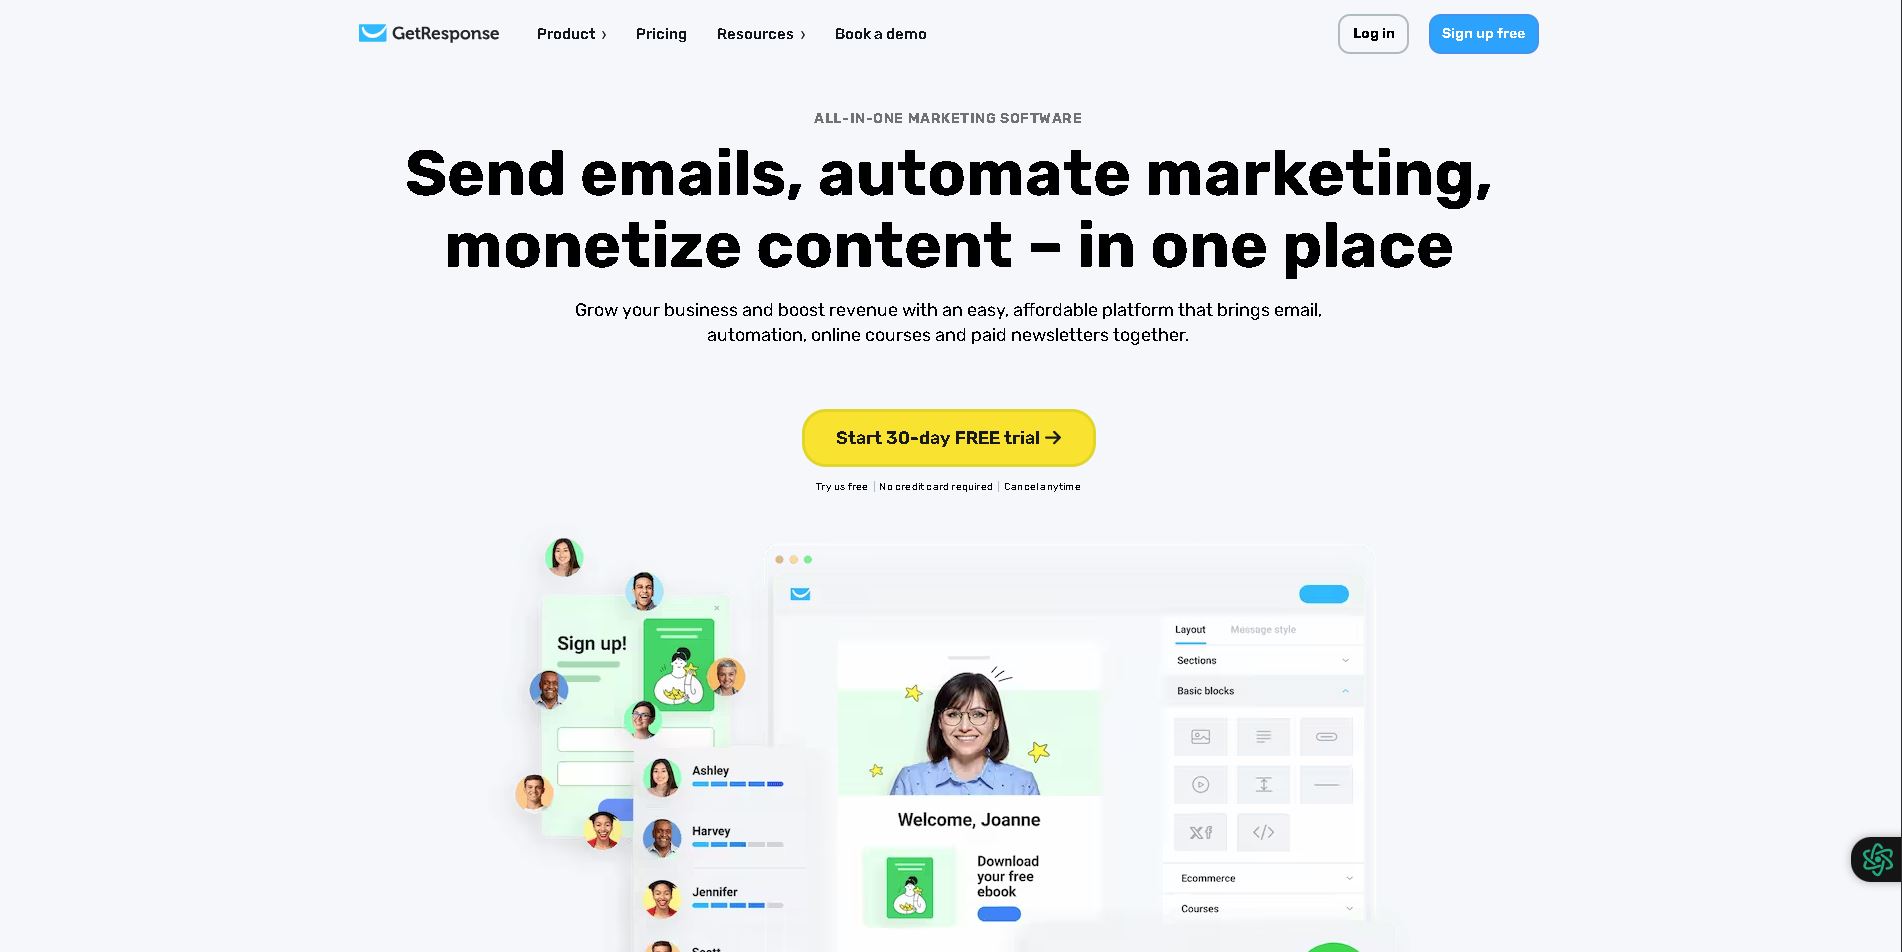 GetResponse
Product ›
Pricing
Resources ›
Book a demo
Log in
Sign up free
ALL-IN-ONE MARKETING SOFTWARE
Send emails, automate marketing,
monetize content – in one place
Grow your business and boost revenue with an easy, affordable platform that brings email,
automation, online courses and paid newsletters together.
Start 30-day FREE trial →
Try us free | No credit card required | Cancel anytime
Sign up!
Ashley
Harvey
Jennifer
Scott
Welcome, Joanne
Download
your free
ebook
Layout
Message style
Sections
Basic blocks
Ecommerce
Courses